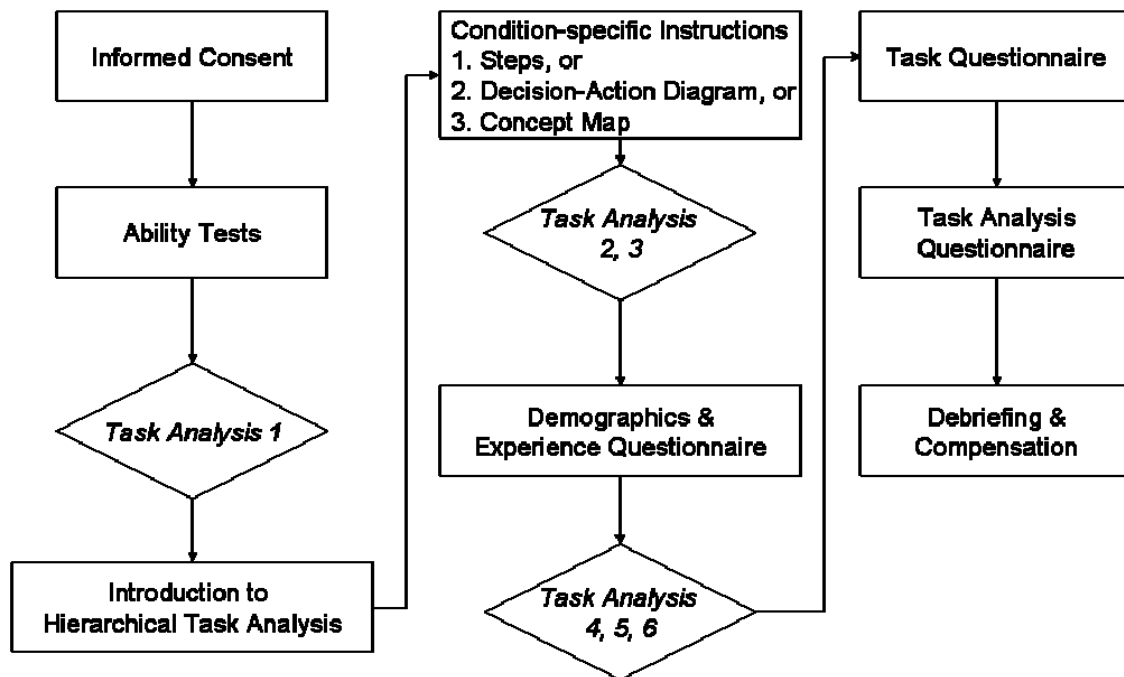 Informed Consent
Ability Tests
Task Analysis 1
Introduction to
Hierarchical Task Analysis
Condition-specific Instructions
1. Steps, or
2. Decision-Action Diagram, or
3. Concept Map
Task Analysis
2, 3
Demographics &
Experience Questionnaire
Task Analysis
4, 5, 6
Task Questionnaire
Task Analysis
Questionnaire
Debriefing &
Compensation